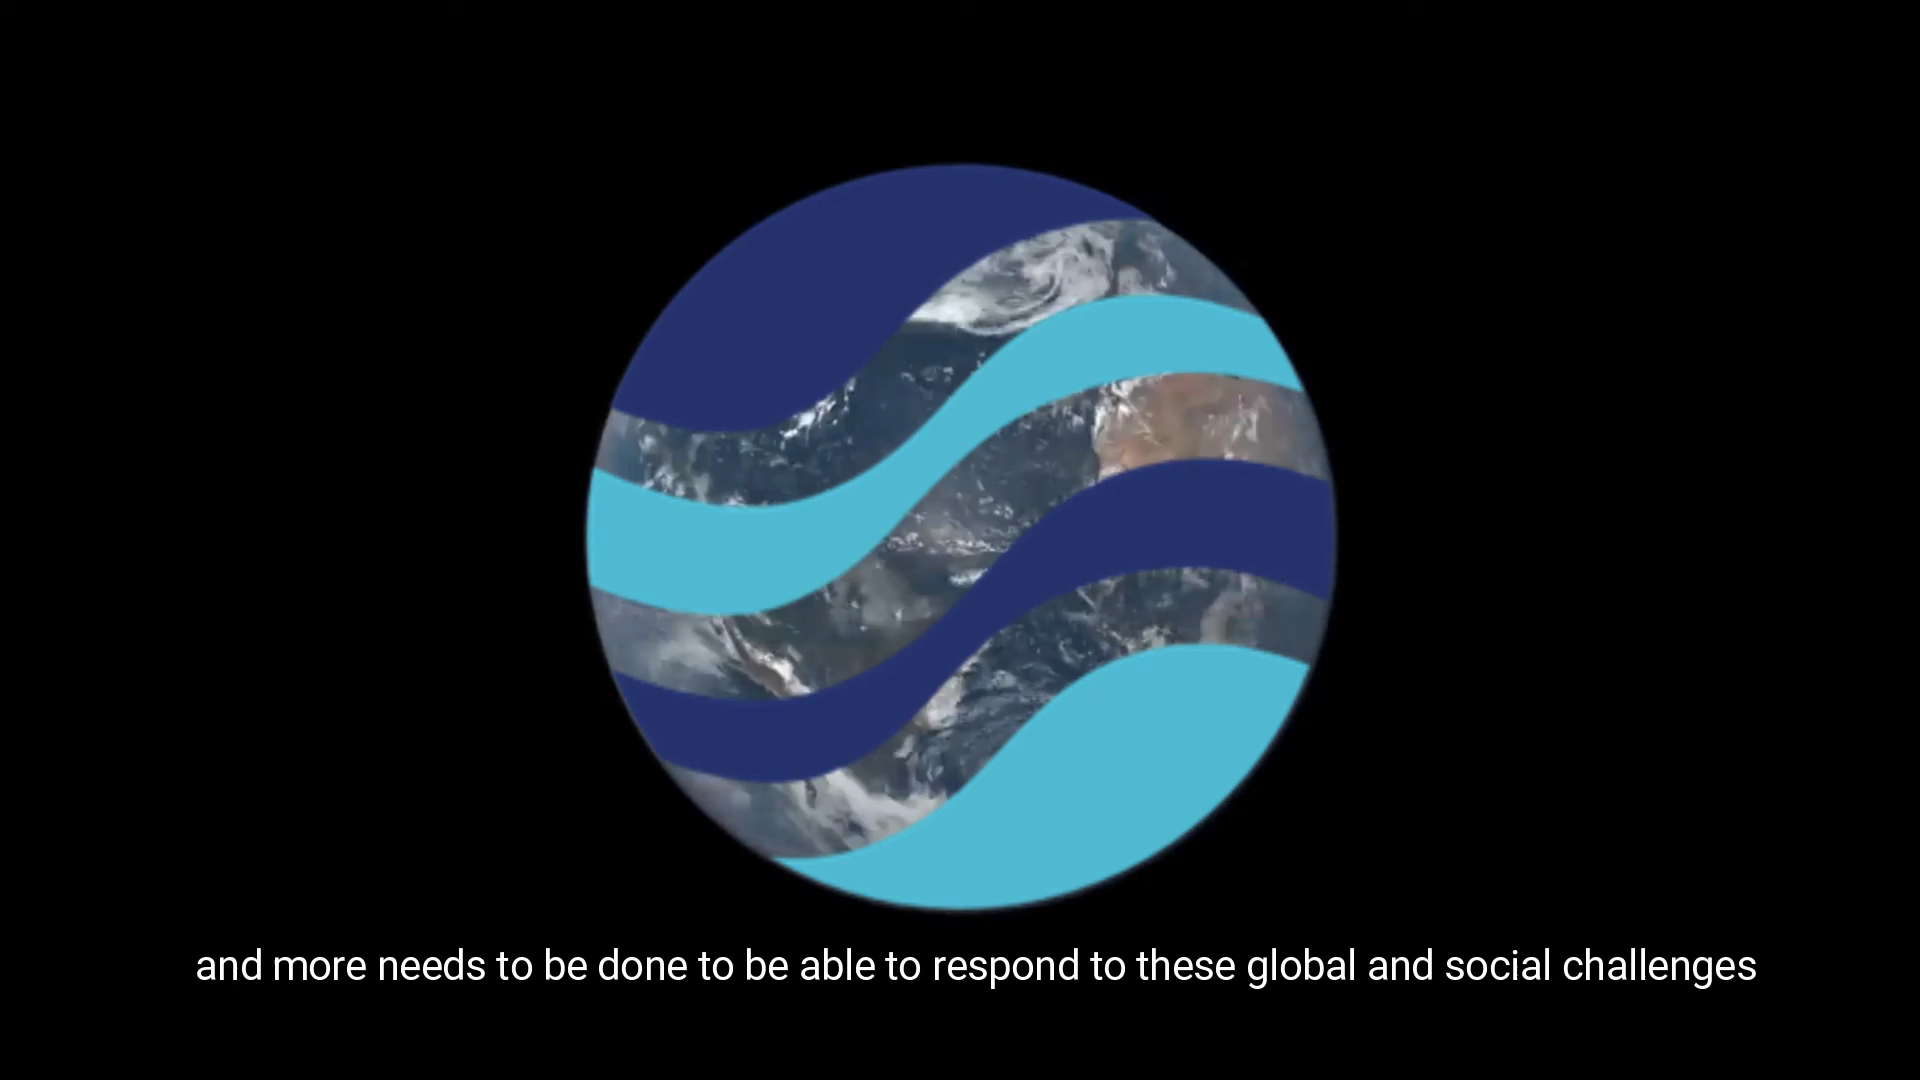 and more needs to be done to be able to respond to these global and social challenges